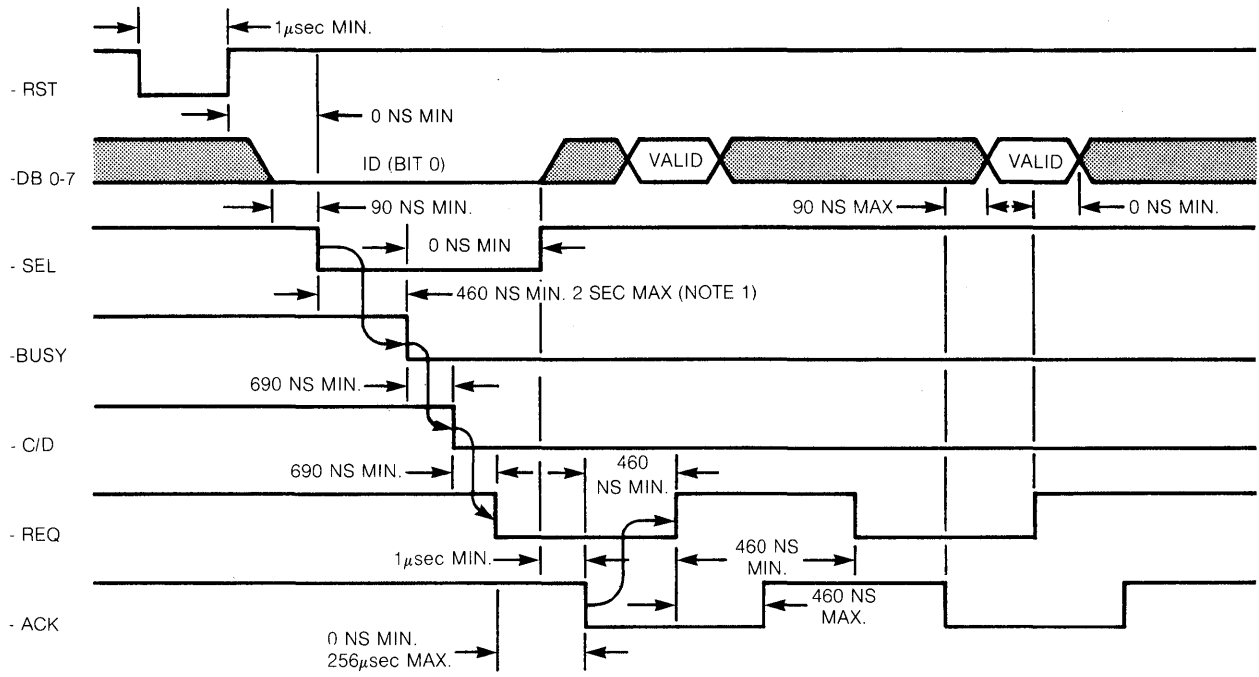 1μsec MIN.
- RST
0 NS MIN
-DB 0-7
ID (BIT 0)
VALID
VALID
90 NS MIN.
90 NS MAX
0 NS MIN.
- SEL
0 NS MIN
460 NS MIN. 2 SEC MAX (NOTE 1)
-BUSY
690 NS MIN.
- C/D
690 NS MIN.
460
NS MIN.
- REQ
1μsec MIN.
460 NS
MIN.
- ACK
460 NS
MAX.
0 NS MIN.
256μsec MAX.